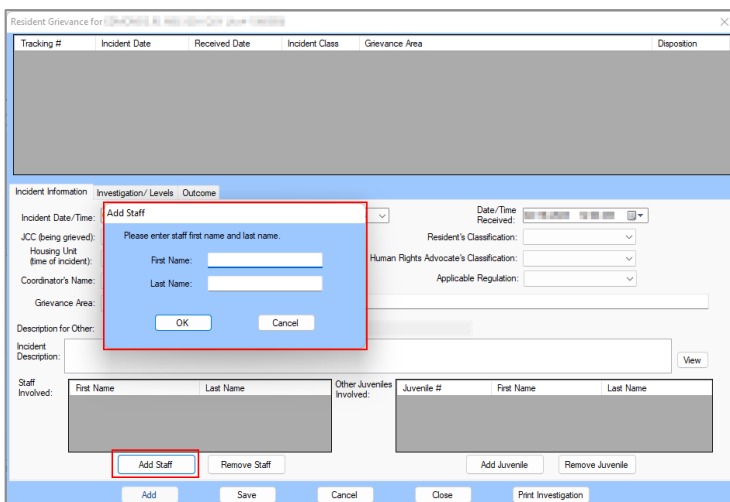 Resident Grievance for
Tracking # Incident Date Received Date Incident Class Grievance Area Disposition
Incident Information Investigation/ Levels Outcome
Incident Date/Time:
Date/Time Received:
JCC (being grieved):
Resident's Classification:
Housing Unit (time of incident):
Human Rights Advocate's Classification:
Coordinator's Name:
Applicable Regulation:
Grievance Area:
Description for Other:
Add Staff
Please enter staff first name and last name.
First Name:
Last Name:
OK Cancel
Incident Description:
View
Staff Involved:
First Name Last Name
Other Juveniles Involved:
Juvenile # First Name Last Name
Add Staff Remove Staff Add Juvenile Remove Juvenile
Add Save Cancel Close Print Investigation